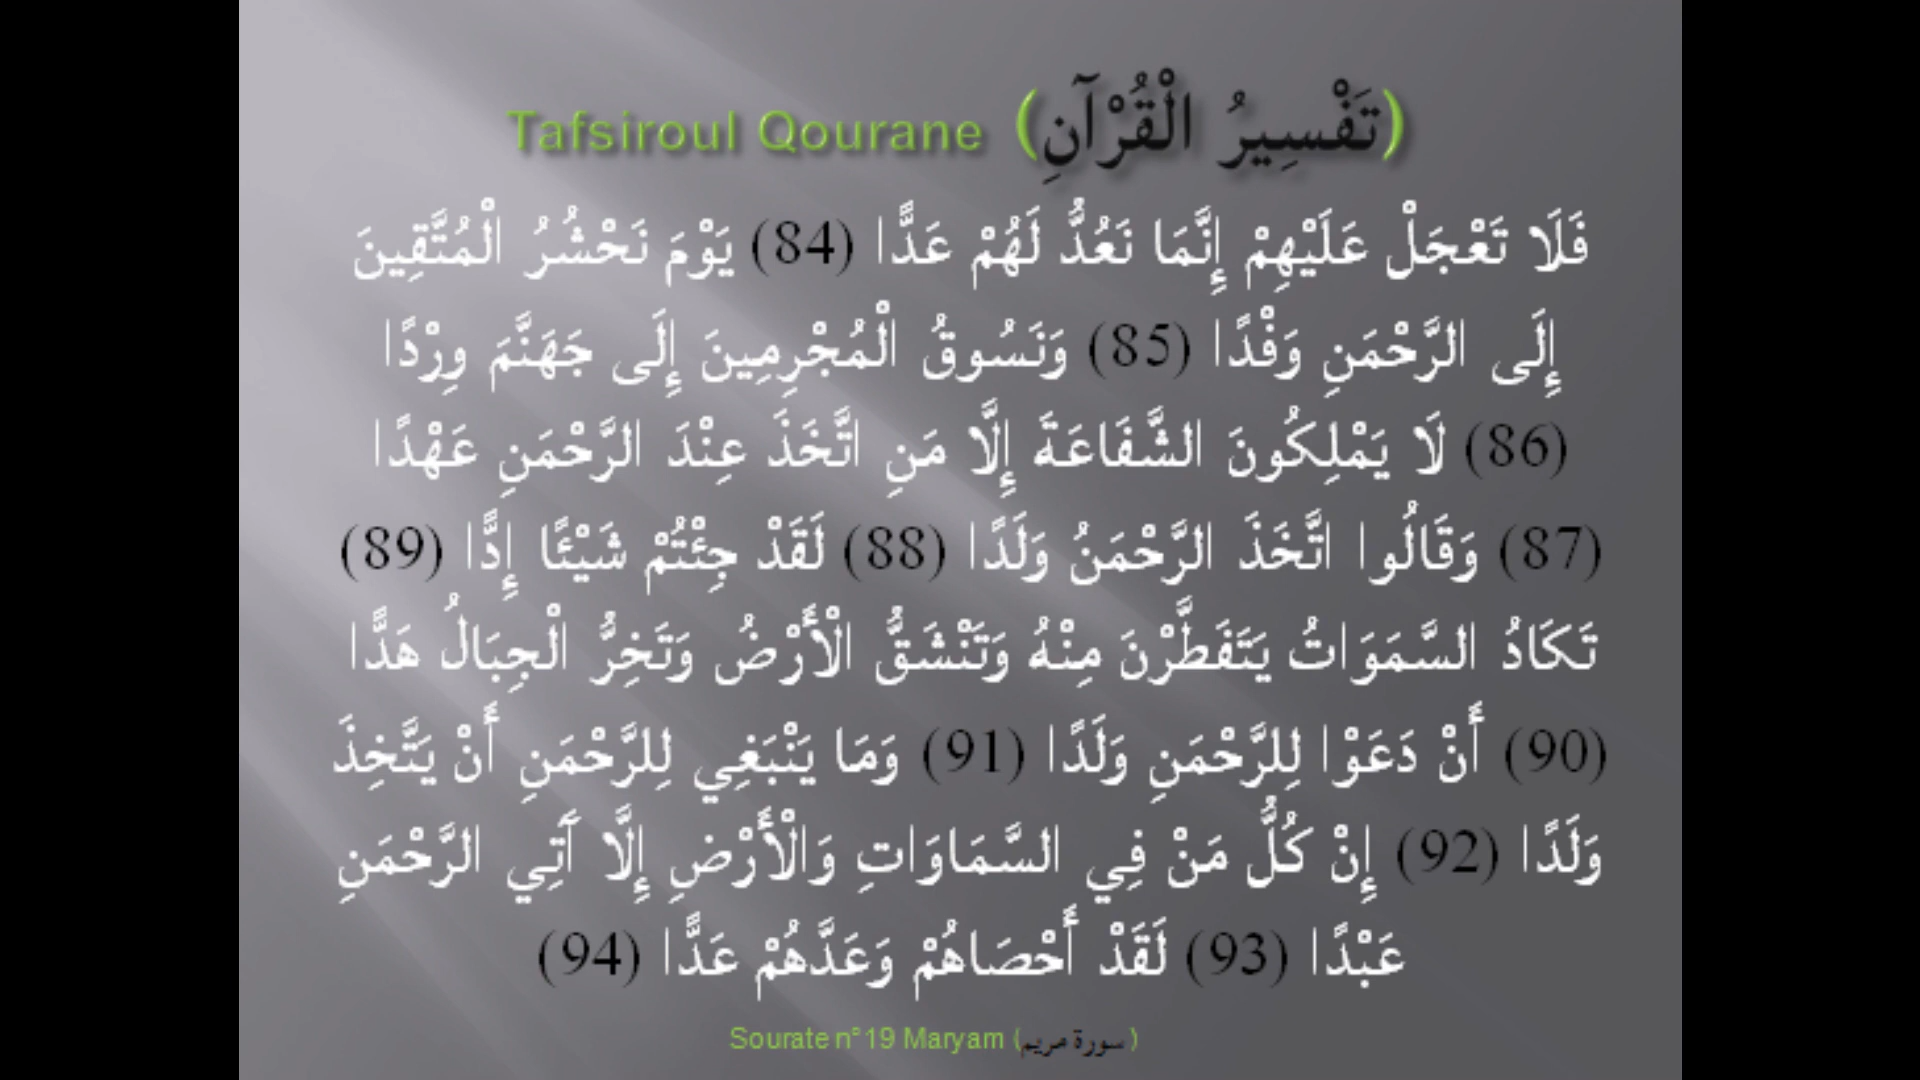 Tafsiroul Qourane (تَفْسِيرُ الْقُرْآنِ)
فَلَا تَعْجَلْ عَلَيْهِمْ إِنَّمَا نَعُدُّ لَهُمْ عَدًّا (84) يَوْمَ نَحْشُرُ الْمُتَّقِينَ
إِلَى الرَّحْمَنِ وَفْدًا (85) وَنَسُوقُ الْمُجْرِمِينَ إِلَى جَهَنَّمَ وِرْدًا
(86) لَا يَمْلِكُونَ الشَّفَاعَةَ إِلَّا مَنِ اتَّخَذَ عِنْدَ الرَّحْمَنِ عَهْدًا
(87) وَقَالُوا اتَّخَذَ الرَّحْمَنُ وَلَدًا (88) لَقَدْ جِئْتُمْ شَيْئًا إِدًّا (89)
تَكَادُ السَّمَوَاتُ يَتَفَطَّرْنَ مِنْهُ وَتَنْشَقُّ الْأَرْضُ وَتَخِرُّ الْجِبَالُ هَدًّا
(90) أَنْ دَعَوْا لِلرَّحْمَنِ وَلَدًا (91) وَمَا يَنْبَغِي لِلرَّحْمَنِ أَنْ يَتَّخِذَ
وَلَدًا (92) إِنْ كُلُّ مَنْ فِي السَّمَاوَاتِ وَالْأَرْضِ إِلَّا آَتِي الرَّحْمَنِ
عَبْدًا (93) لَقَدْ أَحْصَاهُمْ وَعَدَّهُمْ عَدًّا (94)
Sourate n°19 Maryam (سورة مريم)